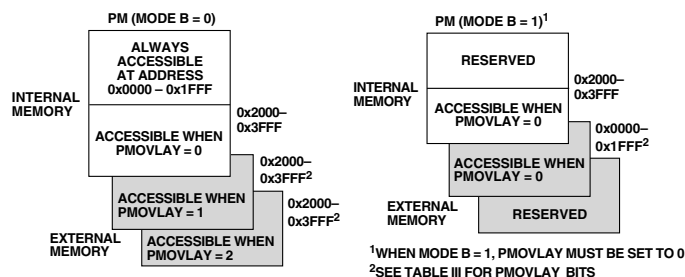 PM (MODE B = 0)
ALWAYS
ACCESSIBLE
AT ADDRESS
0x0000 – 0x1FFF
INTERNAL
MEMORY
ACCESSIBLE WHEN
PMOVLAY = 0
0x2000–
0x3FFF
0x2000–
0x3FFF2
ACCESSIBLE WHEN
PMOVLAY = 1
0x2000–
0x3FFF2
EXTERNAL
MEMORY
ACCESSIBLE WHEN
PMOVLAY = 2
PM (MODE B = 1)1
RESERVED
INTERNAL
MEMORY
0x2000–
0x3FFF
ACCESSIBLE WHEN
PMOVLAY = 0
0x0000–
0x1FFF2
ACCESSIBLE WHEN
PMOVLAY = 0
EXTERNAL
MEMORY
RESERVED
1WHEN MODE B = 1, PMOVLAY MUST BE SET TO 0
2SEE TABLE III FOR PMOVLAY BITS